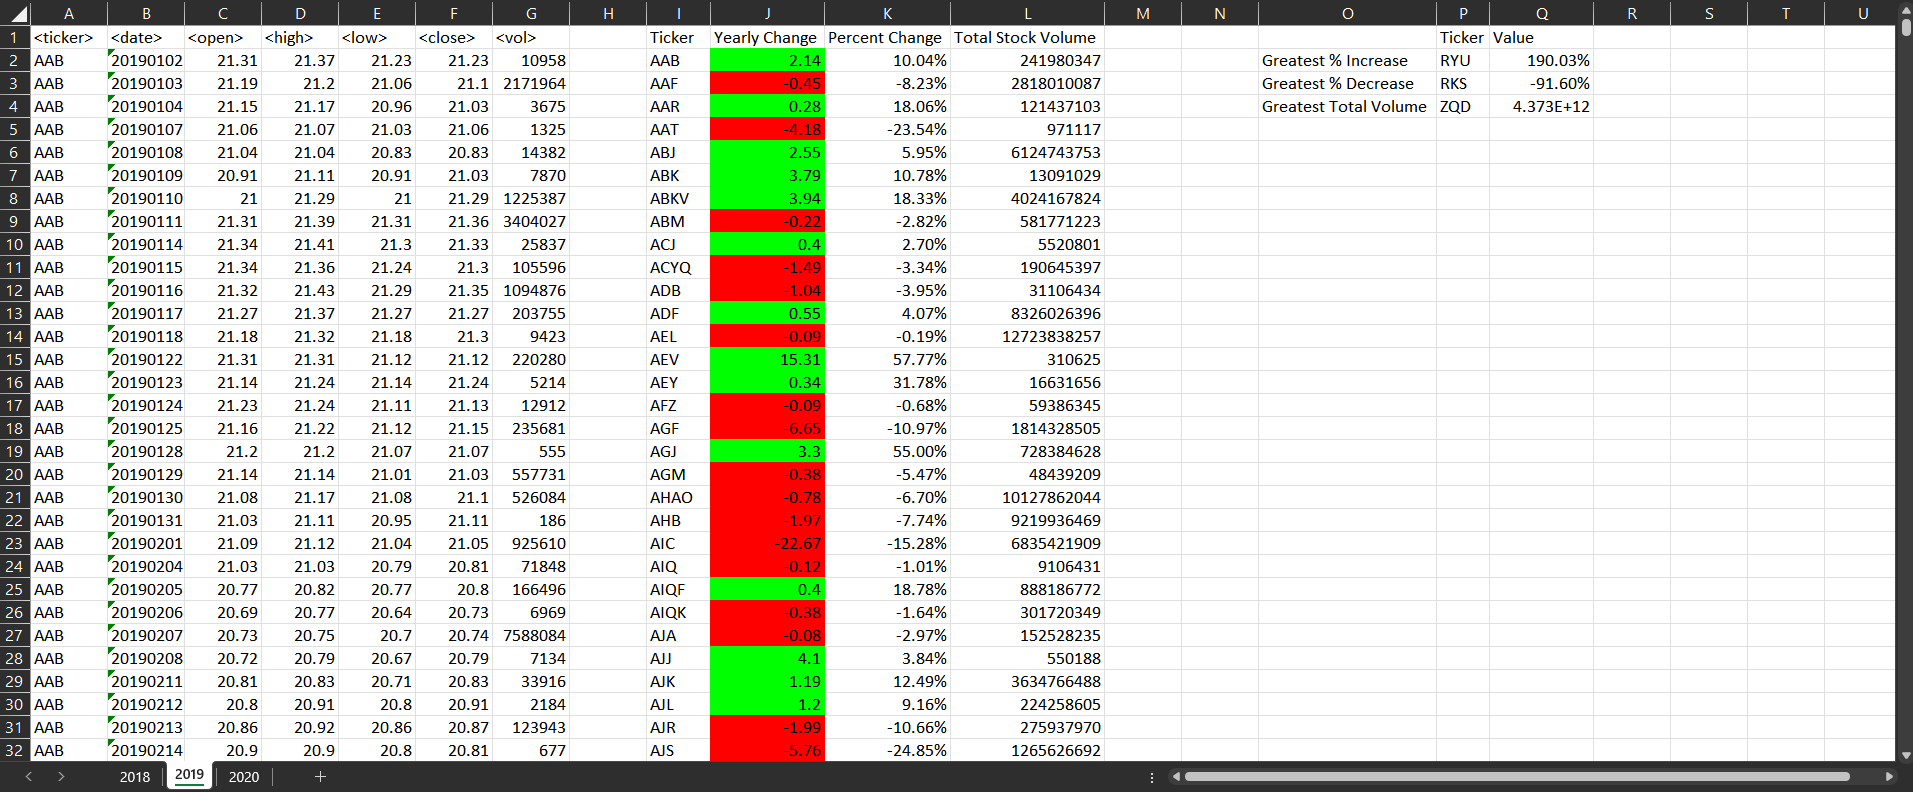 A B C D E F G H I J K L M N O P Q R S T U
1 <ticker> <date> <open> <high> <low> <close> <vol> Ticker Yearly Change Percent Change Total Stock Volume Ticker Value
2 AAB 20190102 21.31 21.37 21.23 21.23 10958 AAB 2.14 10.04% 241980347 Greatest % Increase RYU 190.03%
3 AAB 20190103 21.19 21.2 21.06 21.1 2171964 AAF -0.45 -8.23% 2818010087 Greatest % Decrease RKS -91.60%
4 AAB 20190104 21.15 21.17 20.96 21.03 3675 AAR 0.28 18.06% 121437103 Greatest Total Volume ZQD 4.373E+12
5 AAB 20190107 21.06 21.07 21.03 21.06 1325 AAT -4.18 -23.54% 971117
6 AAB 20190108 21.04 21.04 20.83 20.83 14382 ABJ 2.55 5.95% 6124743753
7 AAB 20190109 20.91 21.11 20.91 21.03 7870 ABK 3.79 10.78% 13091029
8 AAB 20190110 21 21.29 21 21.29 1225387 ABKV 3.94 18.33% 4024167824
9 AAB 20190111 21.31 21.39 21.31 21.36 3404027 ABM -0.22 -2.82% 581771223
10 AAB 20190114 21.34 21.41 21.3 21.33 25837 ACJ 0.4 2.70% 5520801
11 AAB 20190115 21.34 21.36 21.24 21.3 105596 ACYQ -1.49 -3.34% 190645397
12 AAB 20190116 21.32 21.43 21.29 21.35 1094876 ADB -1.04 -3.95% 31106434
13 AAB 20190117 21.27 21.37 21.27 21.27 203755 ADF 0.55 4.07% 8326026396
14 AAB 20190118 21.18 21.32 21.18 21.3 9423 AEL -0.09 -0.19% 12723838257
15 AAB 20190122 21.31 21.31 21.12 21.12 220280 AEV 15.31 57.77% 310625
16 AAB 20190123 21.14 21.24 21.14 21.24 5214 AEY 0.34 31.78% 16631656
17 AAB 20190124 21.23 21.24 21.11 21.13 12912 AFZ -0.09 -0.68% 59386345
18 AAB 20190125 21.16 21.22 21.12 21.15 235681 AGF -6.65 -10.97% 1814328505
19 AAB 20190128 21.2 21.2 21.07 21.07 555 AGJ 3.3 55.00% 728384628
20 AAB 20190129 21.14 21.14 21.01 21.03 557731 AGM -0.38 -5.47% 48439209
21 AAB 20190130 21.08 21.17 21.08 21.1 526084 AHAO -0.78 -6.70% 10127862044
22 AAB 20190131 21.03 21.11 20.95 21.11 186 AHB -1.97 -7.74% 9219936469
23 AAB 20190201 21.09 21.12 21.04 21.05 925610 AIC -22.67 -15.28% 6835421909
24 AAB 20190204 21.03 21.03 20.79 20.81 71848 AIQ -0.12 -1.01% 9106431
25 AAB 20190205 20.77 20.82 20.77 20.8 166496 AIQF 0.4 18.78% 888186772
26 AAB 20190206 20.69 20.77 20.64 20.73 6969 AIQK -0.38 -1.64% 301720349
27 AAB 20190207 20.73 20.75 20.7 20.74 7588084 AJA -0.08 -2.97% 152528235
28 AAB 20190208 20.72 20.79 20.67 20.79 7134 AJJ 4.1 3.84% 550188
29 AAB 20190211 20.81 20.83 20.71 20.83 33916 AJK 1.19 12.49% 3634766488
30 AAB 20190212 20.8 20.91 20.8 20.91 2184 AJL 1.2 9.16% 224258605
31 AAB 20190213 20.86 20.92 20.86 20.87 123943 AJR -1.99 -10.66% 275937970
32 AAB 20190214 20.9 20.9 20.8 20.81 677 AJS -5.76 -24.85% 1265626692
2018 2019 2020